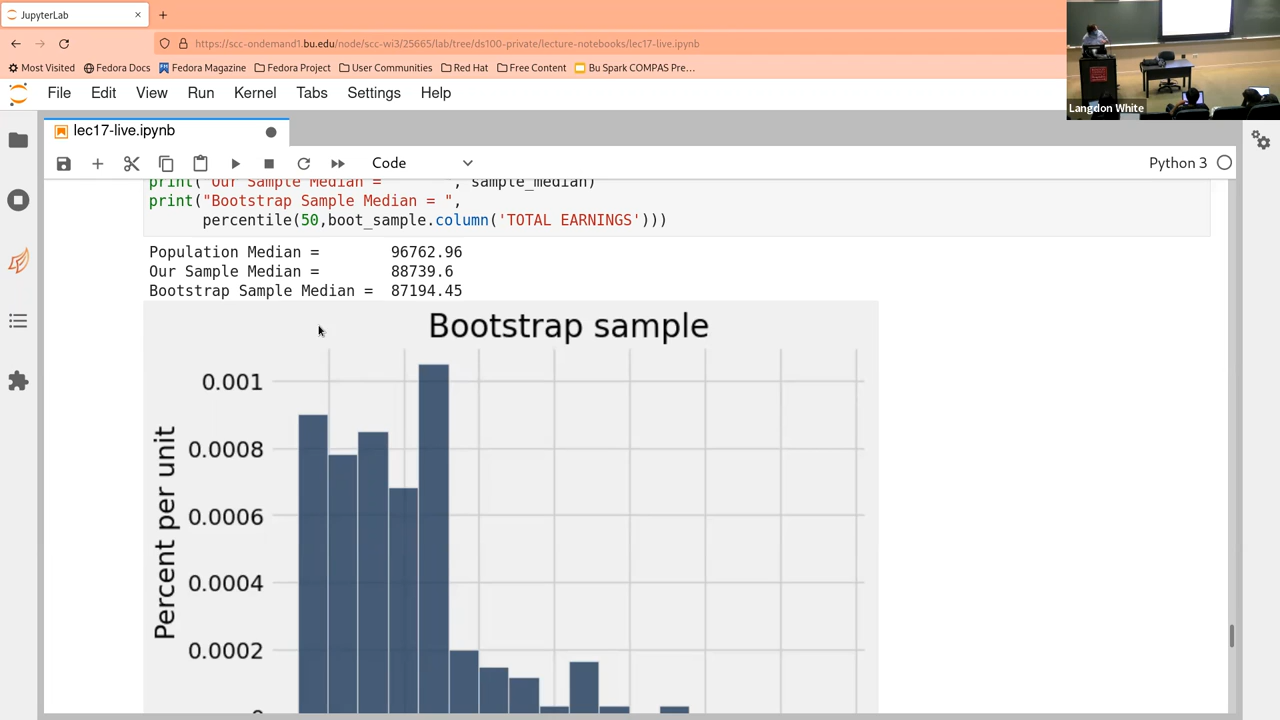 JupyterLab
https://scc-ondemand1.bu.edu/node/scc-wi3/25665/lab/tree/ds100-private/lecture-notebooks/lec17-live.ipynb
Most Visited Fedora Docs Fedora Magazine Fedora Project User Communities Red Hat Free Content Bu Spark COMPAS Pre…
Langdon White
File Edit View Run Kernel Tabs Settings Help
lec17-live.ipynb
Code Python 3
print("Our Sample Median = ", sample_median)
print("Bootstrap Sample Median = ",
percentile(50,boot_sample.column('TOTAL EARNINGS')))
Population Median = 96762.96
Our Sample Median = 88739.6
Bootstrap Sample Median = 87194.45
Bootstrap sample
Percent per unit
0.001
0.0008
0.0006
0.0004
0.0002